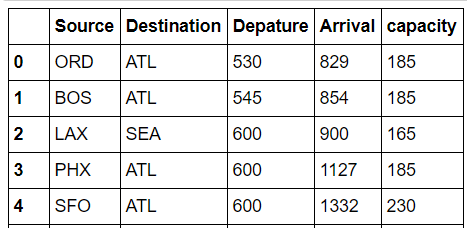 Source Destination Depature Arrival capacity
0 ORD ATL 530 829 185
1 BOS ATL 545 854 185
2 LAX SEA 600 900 165
3 PHX ATL 600 1127 185
4 SFO ATL 600 1332 230